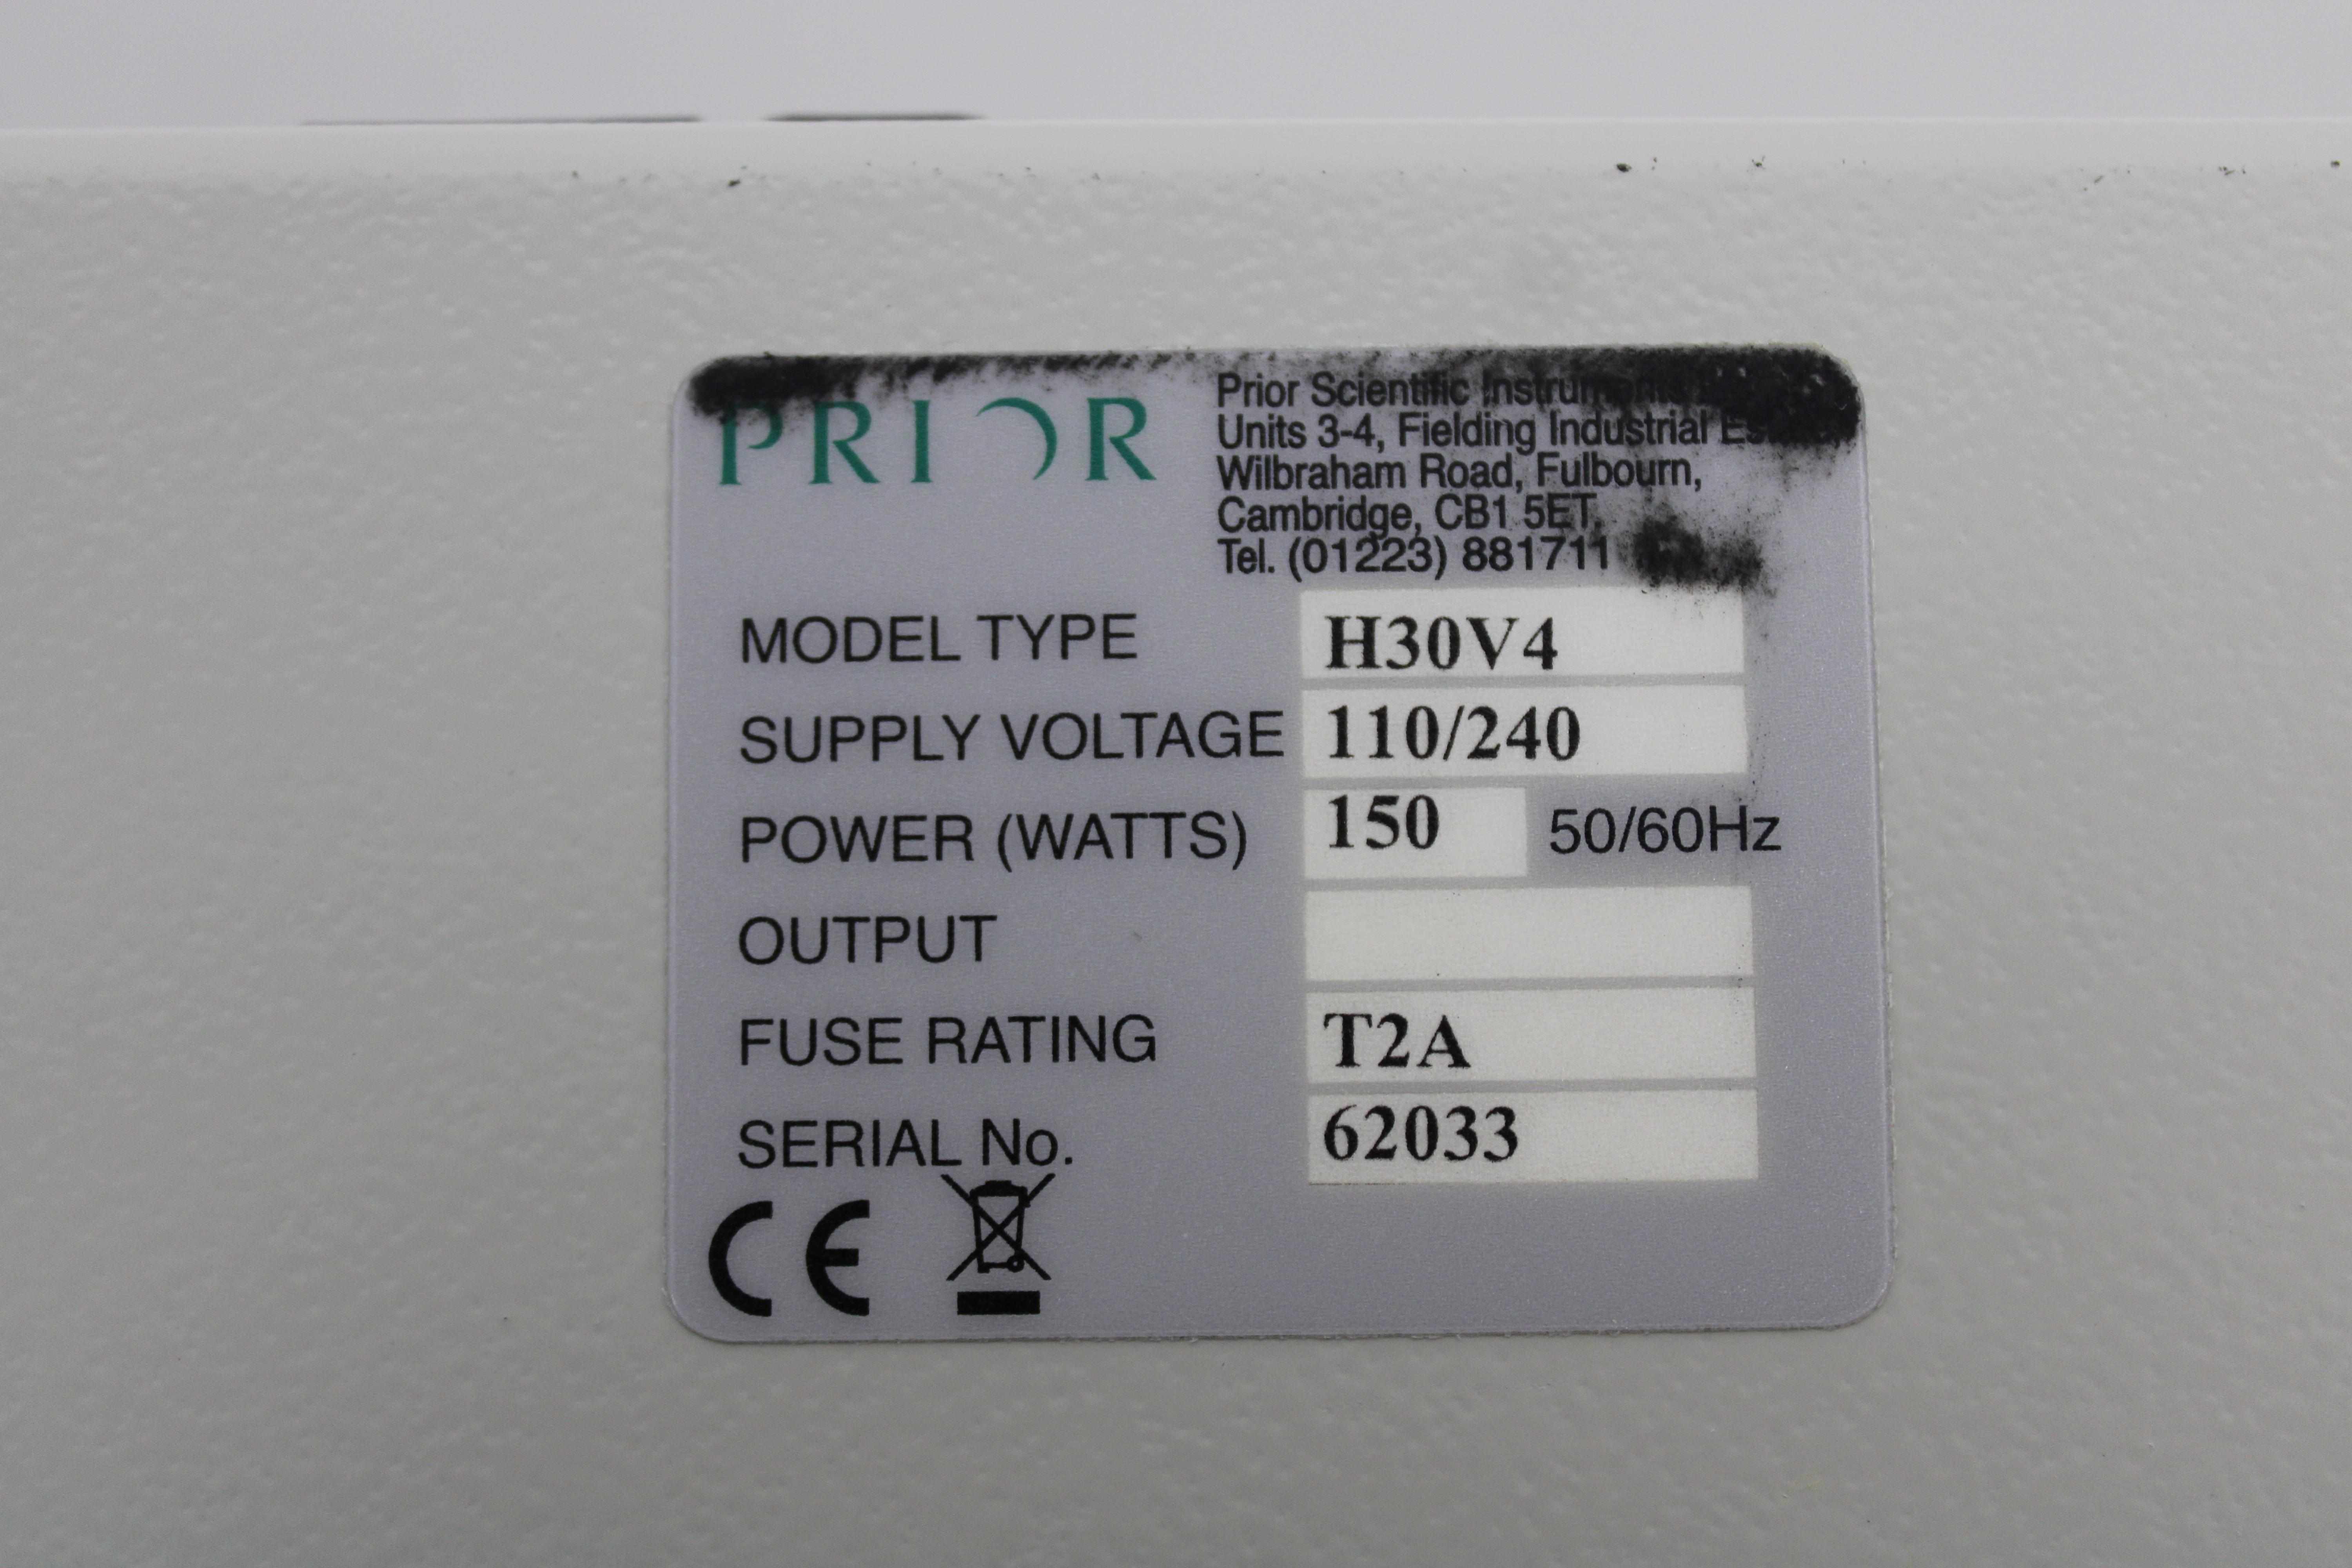 PRIOR
Prior Scientific Instruments
Units 3-4, Fielding Industrial
Wilbraham Road, Fulbourn,
Cambridge, CB1 5ET,
Tel. (01223) 881711
MODEL TYPE H30V4
SUPPLY VOLTAGE 110/240
POWER (WATTS) 150 50/60Hz
OUTPUT
FUSE RATING T2A
SERIAL No. 62033
CE